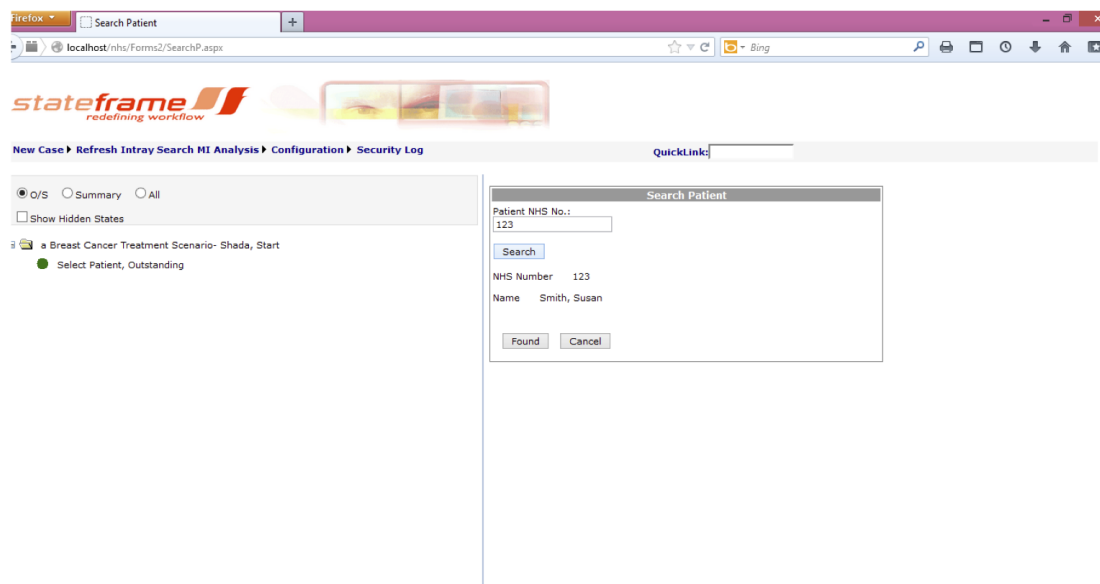 Firefox
Search Patient
localhost/nhs/Forms2/SearchP.aspx
Bing
stateframe
redefining workflow
New Case Refresh Intray Search MI Analysis Configuration Security Log
QuickLink:
O/S Summary All
Show Hidden States
a Breast Cancer Treatment Scenario- Shada, Start
Select Patient, Outstanding
Search Patient
Patient NHS No.:
123
Search
NHS Number 123
Name Smith, Susan
Found Cancel